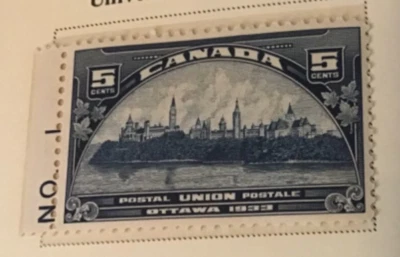 CANADA
5 CENTS
5 CENTS
POSTAL UNION POSTALE
OTTAWA 1933
NO. 1